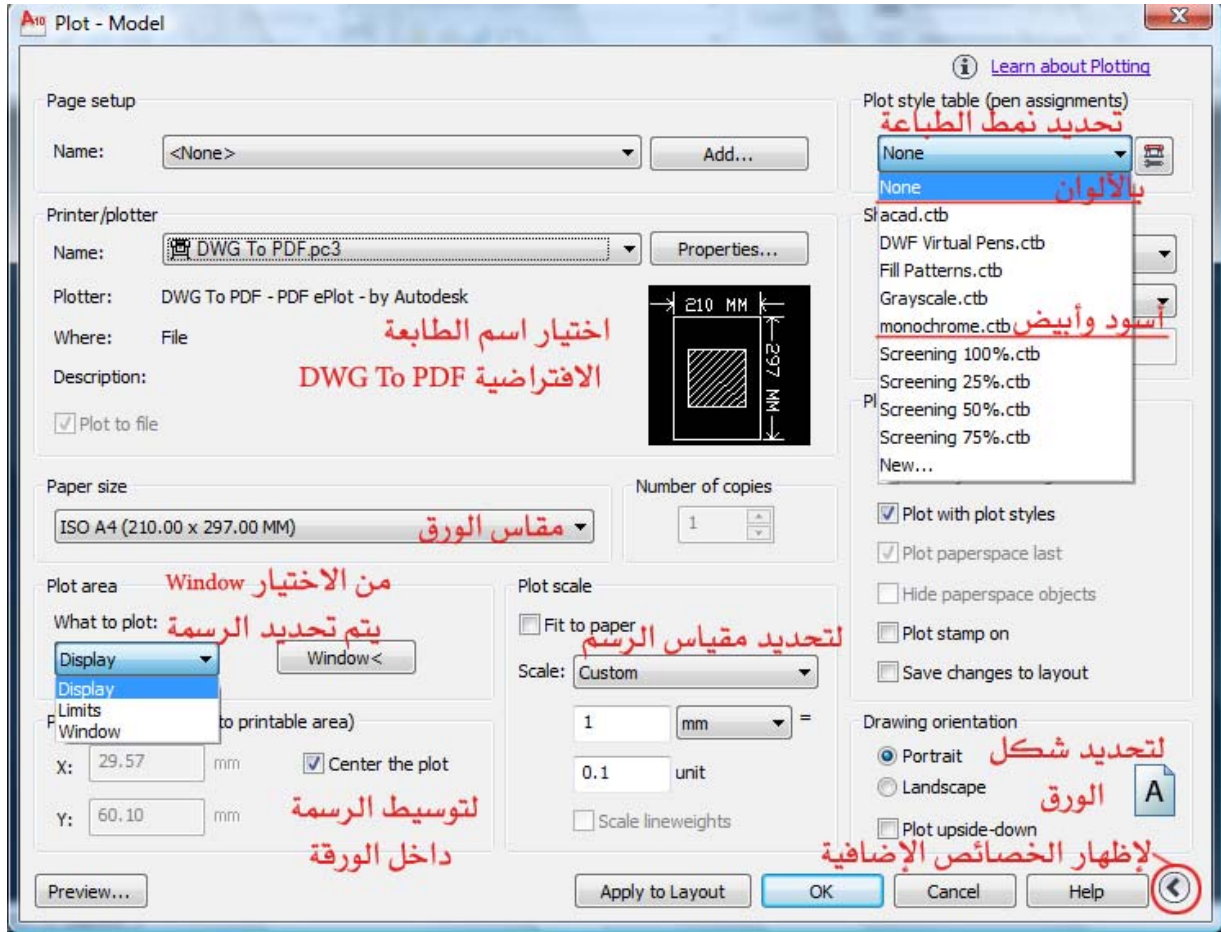 A10 Plot - Model
Learn about Plotting
Page setup
Name: <None> Add...
Plot style table (pen assignments)
تحديد نمط الطباعة
None
None بالألوان
acad.ctb
DWF Virtual Pens.ctb
Fill Patterns.ctb
Grayscale.ctb
monochrome.ctb أسود وأبيض
Screening 100%.ctb
Screening 25%.ctb
Screening 50%.ctb
Screening 75%.ctb
New...
Printer/plotter
Name: DWG To PDF.pc3 Properties...
Plotter: DWG To PDF - PDF ePlot - by Autodesk
Where: File
Description:
اختيار اسم الطابعة
الافتراضية DWG To PDF
Plot to file
210 MM
297 MM
Paper size
ISO A4 (210.00 x 297.00 MM) مقاس الورق
Number of copies
1
Plot area
من الاختيار Window
What to plot: يتم تحديد الرسمة
Display Window<
Display
Limits
Window
to printable area)
X: 29.57 mm
Center the plot
Y: 60.10 mm
لتوسيط الرسمة
داخل الورقة
Plot scale
Fit to paper
لتحديد مقياس الرسم
Scale: Custom
1 mm =
0.1 unit
Scale lineweights
Plot with plot styles
Plot paperspace last
Hide paperspace objects
Plot stamp on
Save changes to layout
Drawing orientation
Portrait
Landscape
Plot upside-down
لتحديد شكل
الورق
A
لإظهار الخصائص الإضافية
Preview... Apply to Layout OK Cancel Help